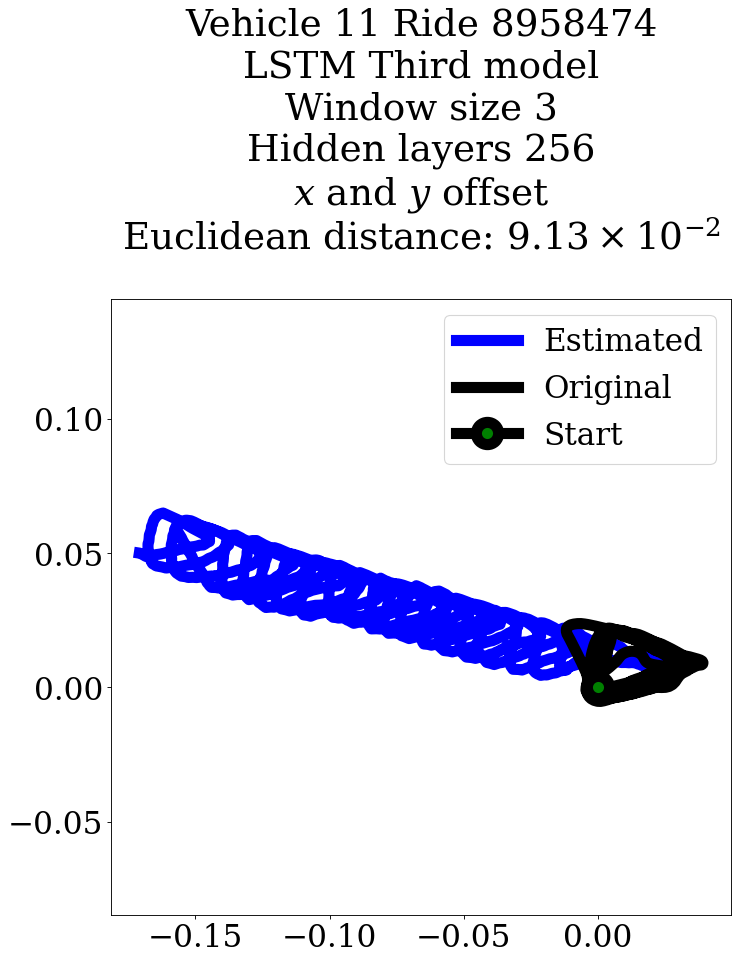 Vehicle 11 Ride 8958474
LSTM Third model
Window size 3
Hidden layers 256
x and y offset
Euclidean distance: 9.13 × 10⁻²
Estimated
Original
Start
0.10
0.05
0.00
−0.05
−0.15 −0.10 −0.05 0.00